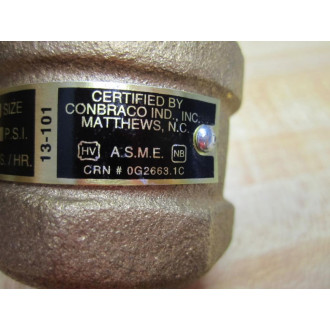 SIZE
P.S.I.
S./HR.
13-101
CERTIFIED BY
CONBRACO IND., INC.
MATTHEWS, N.C.
HV A.S.M.E. NB
CRN # 0G2663.1C